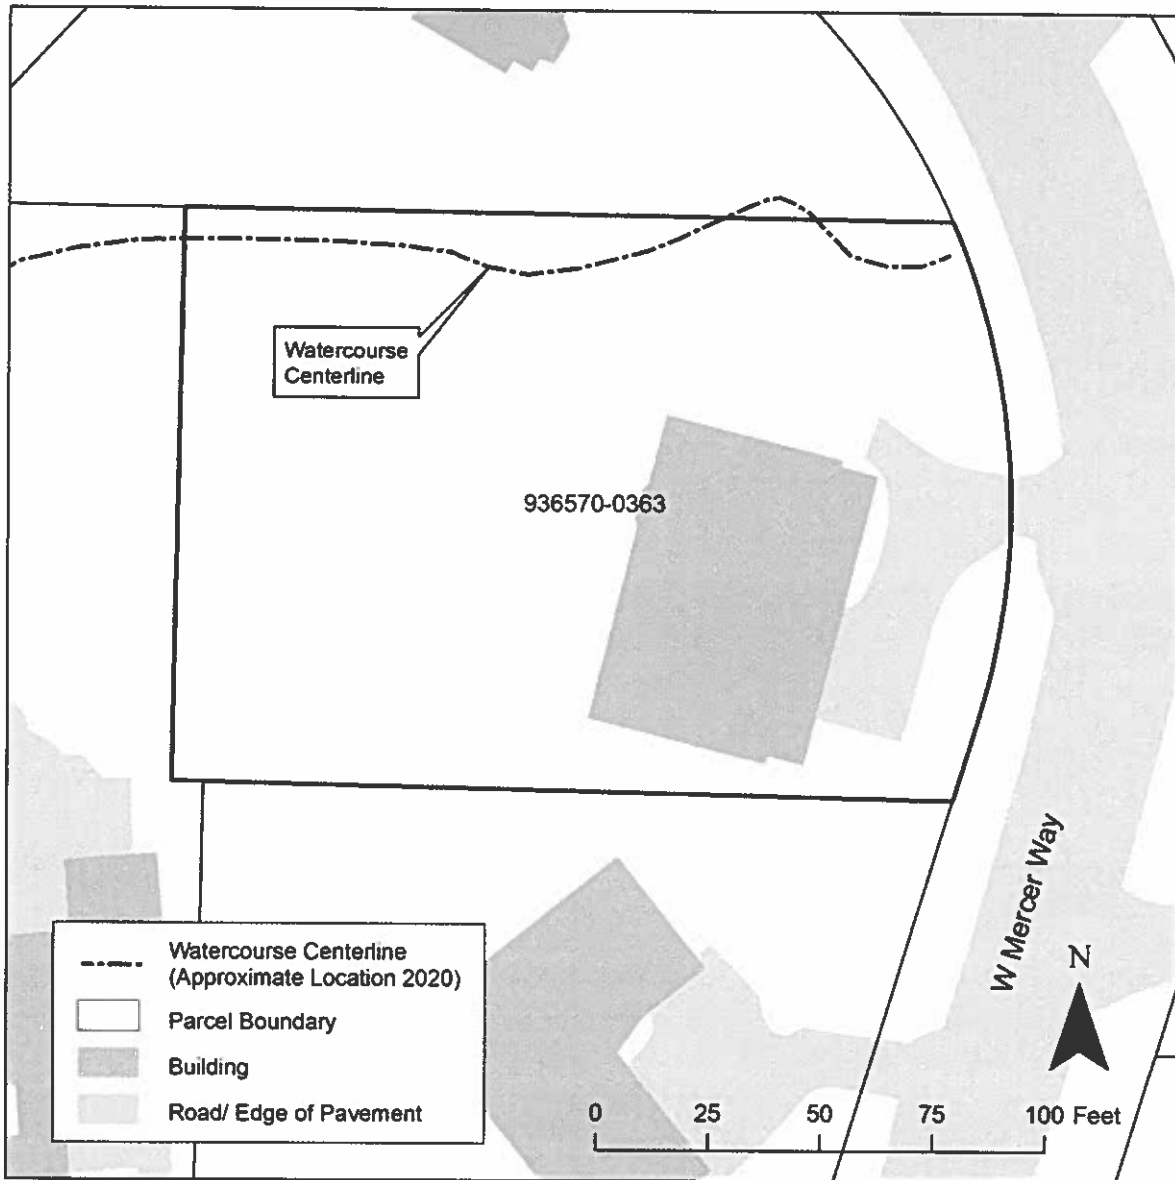 Watercourse
Centerline
936570-0363
W Mercer Way
N
Watercourse Centerline
(Approximate Location 2020)
Parcel Boundary
Building
Road/ Edge of Pavement
0 25 50 75 100 Feet